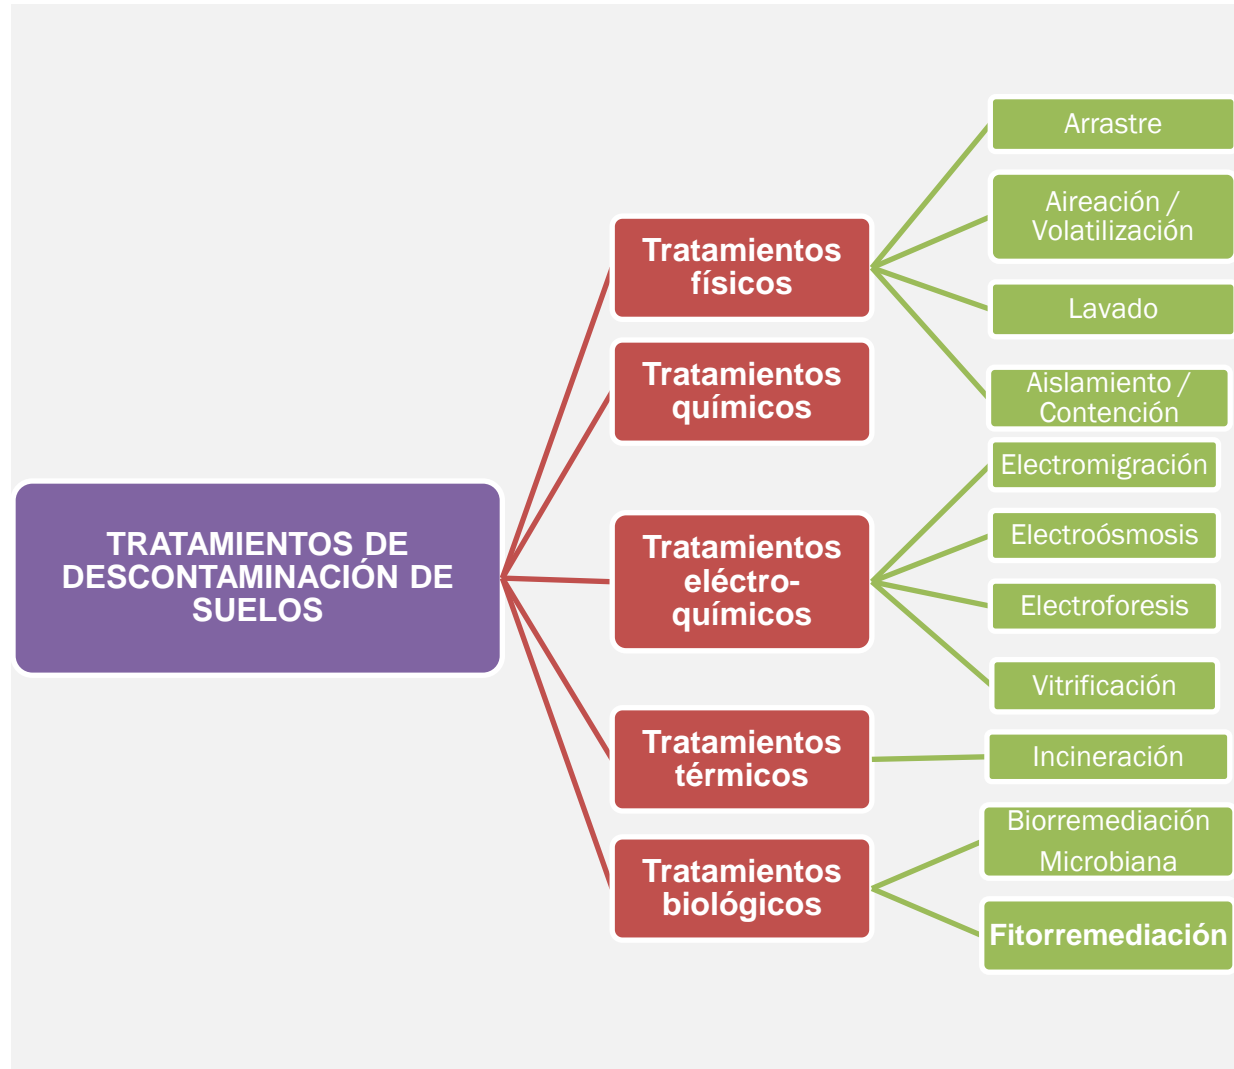 TRATAMIENTOS DE
DESCONTAMINACIÓN DE
SUELOS
Tratamientos
físicos
Arrastre
Aireación /
Volatilización
Lavado
Aislamiento /
Contención
Tratamientos
químicos
Tratamientos
eléctro-
químicos
Electromigración
Electroósmosis
Electroforesis
Vitrificación
Tratamientos
térmicos
Incineración
Tratamientos
biológicos
Biorremediación
Microbiana
Fitorremediación